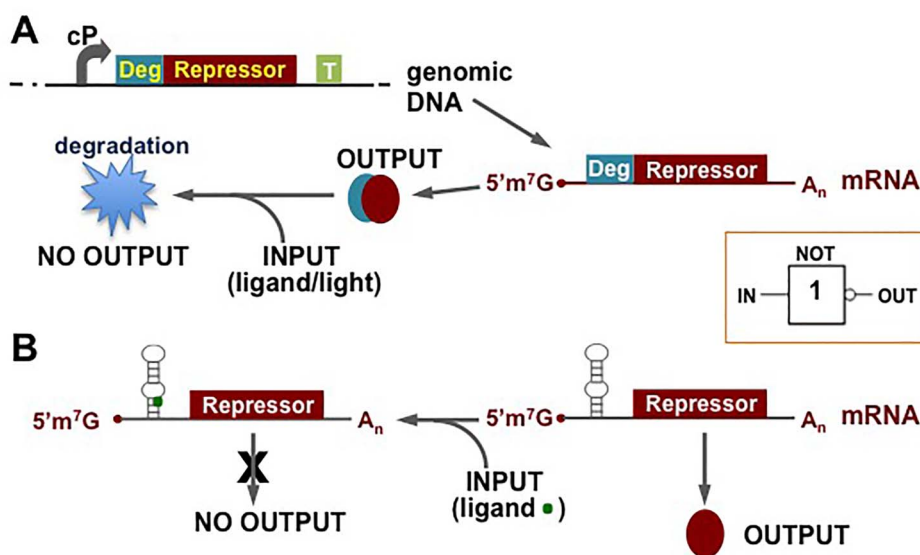 A
cP
Deg Repressor T
genomic
DNA
degradation
OUTPUT
5'm⁷G
Deg Repressor
Aₙ mRNA
NO OUTPUT
INPUT
(ligand/light)
NOT
IN 1 OUT
B
5'm⁷G
Repressor
Aₙ
5'm⁷G
Repressor
Aₙ mRNA
X
NO OUTPUT
INPUT
(ligand )
OUTPUT